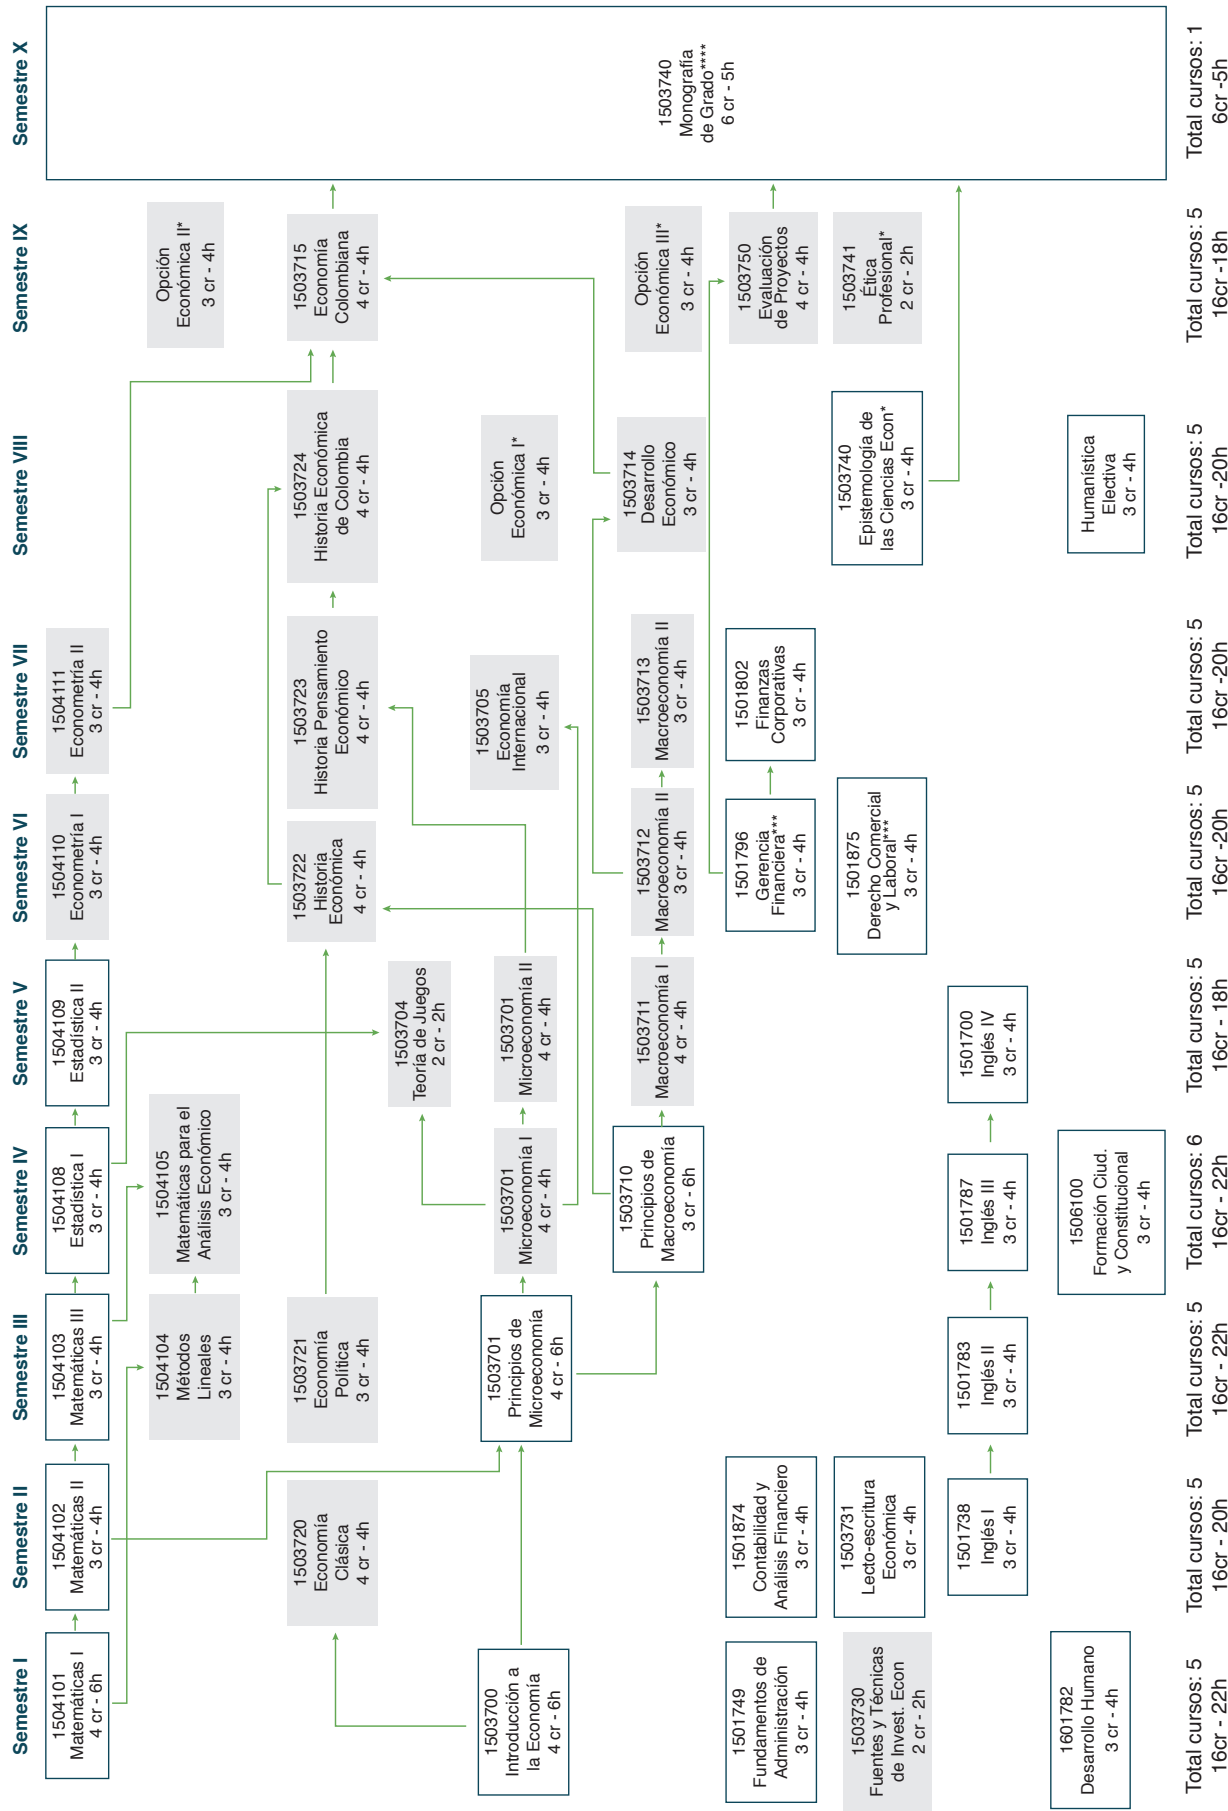 Semestre I
1504101
Matemáticas I
4 cr - 6h
1503700
Introducción a
la Economía
4 cr - 6h
1501749
Fundamentos de
Administración
3 cr - 4h
1503730
Fuentes y Técnicas
de Invest. Econ
2 cr - 2h
1601782
Desarrollo Humano
3 cr - 4h
Total cursos: 5
16cr - 22h
Semestre II
1504102
Matemáticas II
3 cr - 4h
1503720
Economía
Clásica
4 cr - 4h
1501874
Contabilidad y
Análisis Financiero
3 cr - 4h
1503731
Lecto-escritura
Económica
3 cr - 4h
1501738
Inglés I
3 cr - 4h
Total cursos: 5
16cr - 20h
Semestre III
1504103
Matemáticas III
3 cr - 4h
1504104
Métodos
Lineales
3 cr - 4h
1503721
Economía
Política
3 cr - 4h
1503701
Principios de
Microeconomía
4 cr - 6h
1501783
Inglés II
3 cr - 4h
Total cursos: 5
16cr - 22h
Semestre IV
1504108
Estadística I
3 cr - 4h
1504105
Matemáticas para el
Análisis Económico
3 cr - 4h
1503701
Microeconomía I
4 cr - 4h
1503710
Principios de
Macroeconomía
3 cr - 6h
1501787
Inglés III
3 cr - 4h
1506100
Formación Ciud.
y Constitucional
3 cr - 4h
Total cursos: 6
16cr - 22h
Semestre V
1504109
Estadística II
3 cr - 4h
1503704
Teoría de Juegos
2 cr - 2h
1503701
Microeconomía II
4 cr - 4h
1503711
Macroeconomía I
4 cr - 4h
1501700
Inglés IV
3 cr - 4h
Total cursos: 5
16cr - 18h
Semestre VI
1504110
Econometría I
3 cr - 4h
1503722
Historia
Económica
4 cr - 4h
1503712
Macroeconomía II
3 cr - 4h
1501796
Gerencia
Financiera***
3 cr - 4h
1501875
Derecho Comercial
y Laboral***
3 cr - 4h
Total cursos: 5
16cr -20h
Semestre VII
1504111
Econometría II
3 cr - 4h
1503723
Historia Pensamiento
Económico
4 cr - 4h
1503705
Economía
Internacional
3 cr - 4h
1503713
Macroeconomía II
3 cr - 4h
1501802
Finanzas
Corporativas
3 cr - 4h
Total cursos: 5
16cr -20h
Semestre VIII
1503724
Historia Económica
de Colombia
4 cr - 4h
Opción
Económica I*
3 cr - 4h
1503714
Desarrollo
Económico
3 cr - 4h
1503740
Epistemología de
las Ciencias Econ*
3 cr - 4h
Humanística
Electiva
3 cr - 4h
Total cursos: 5
16cr -20h
Semestre IX
Opción
Económica II*
3 cr - 4h
1503715
Economía
Colombiana
4 cr - 4h
Opción
Económica III*
3 cr - 4h
1503750
Evaluación
de Proyectos
4 cr - 4h
1503741
Ética
Profesional*
2 cr - 2h
Total cursos: 5
16cr -18h
Semestre X
1503740
Monografía
de Grado****
6 cr - 5h
Total cursos: 1
6cr -5h